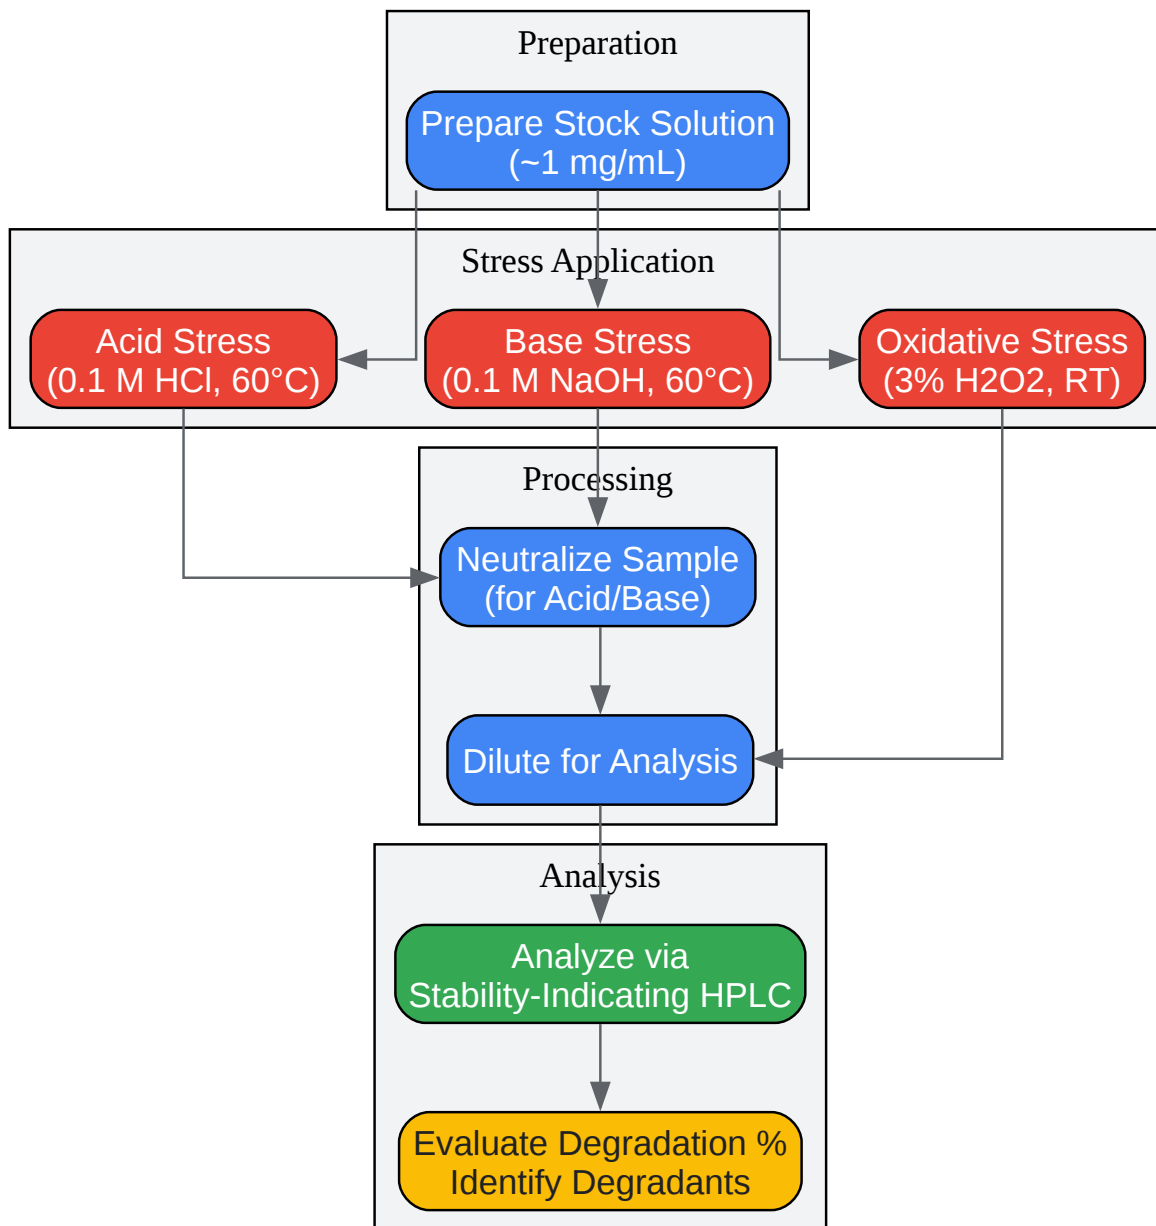 Preparation
Prepare Stock Solution
(~1 mg/mL)
Stress Application
Acid Stress
(0.1 M HCl, 60°C)
Base Stress
(0.1 M NaOH, 60°C)
Oxidative Stress
(3% H2O2, RT)
Processing
Neutralize Sample
(for Acid/Base)
Dilute for Analysis
Analysis
Analyze via
Stability-Indicating HPLC
Evaluate Degradation %
Identify Degradants